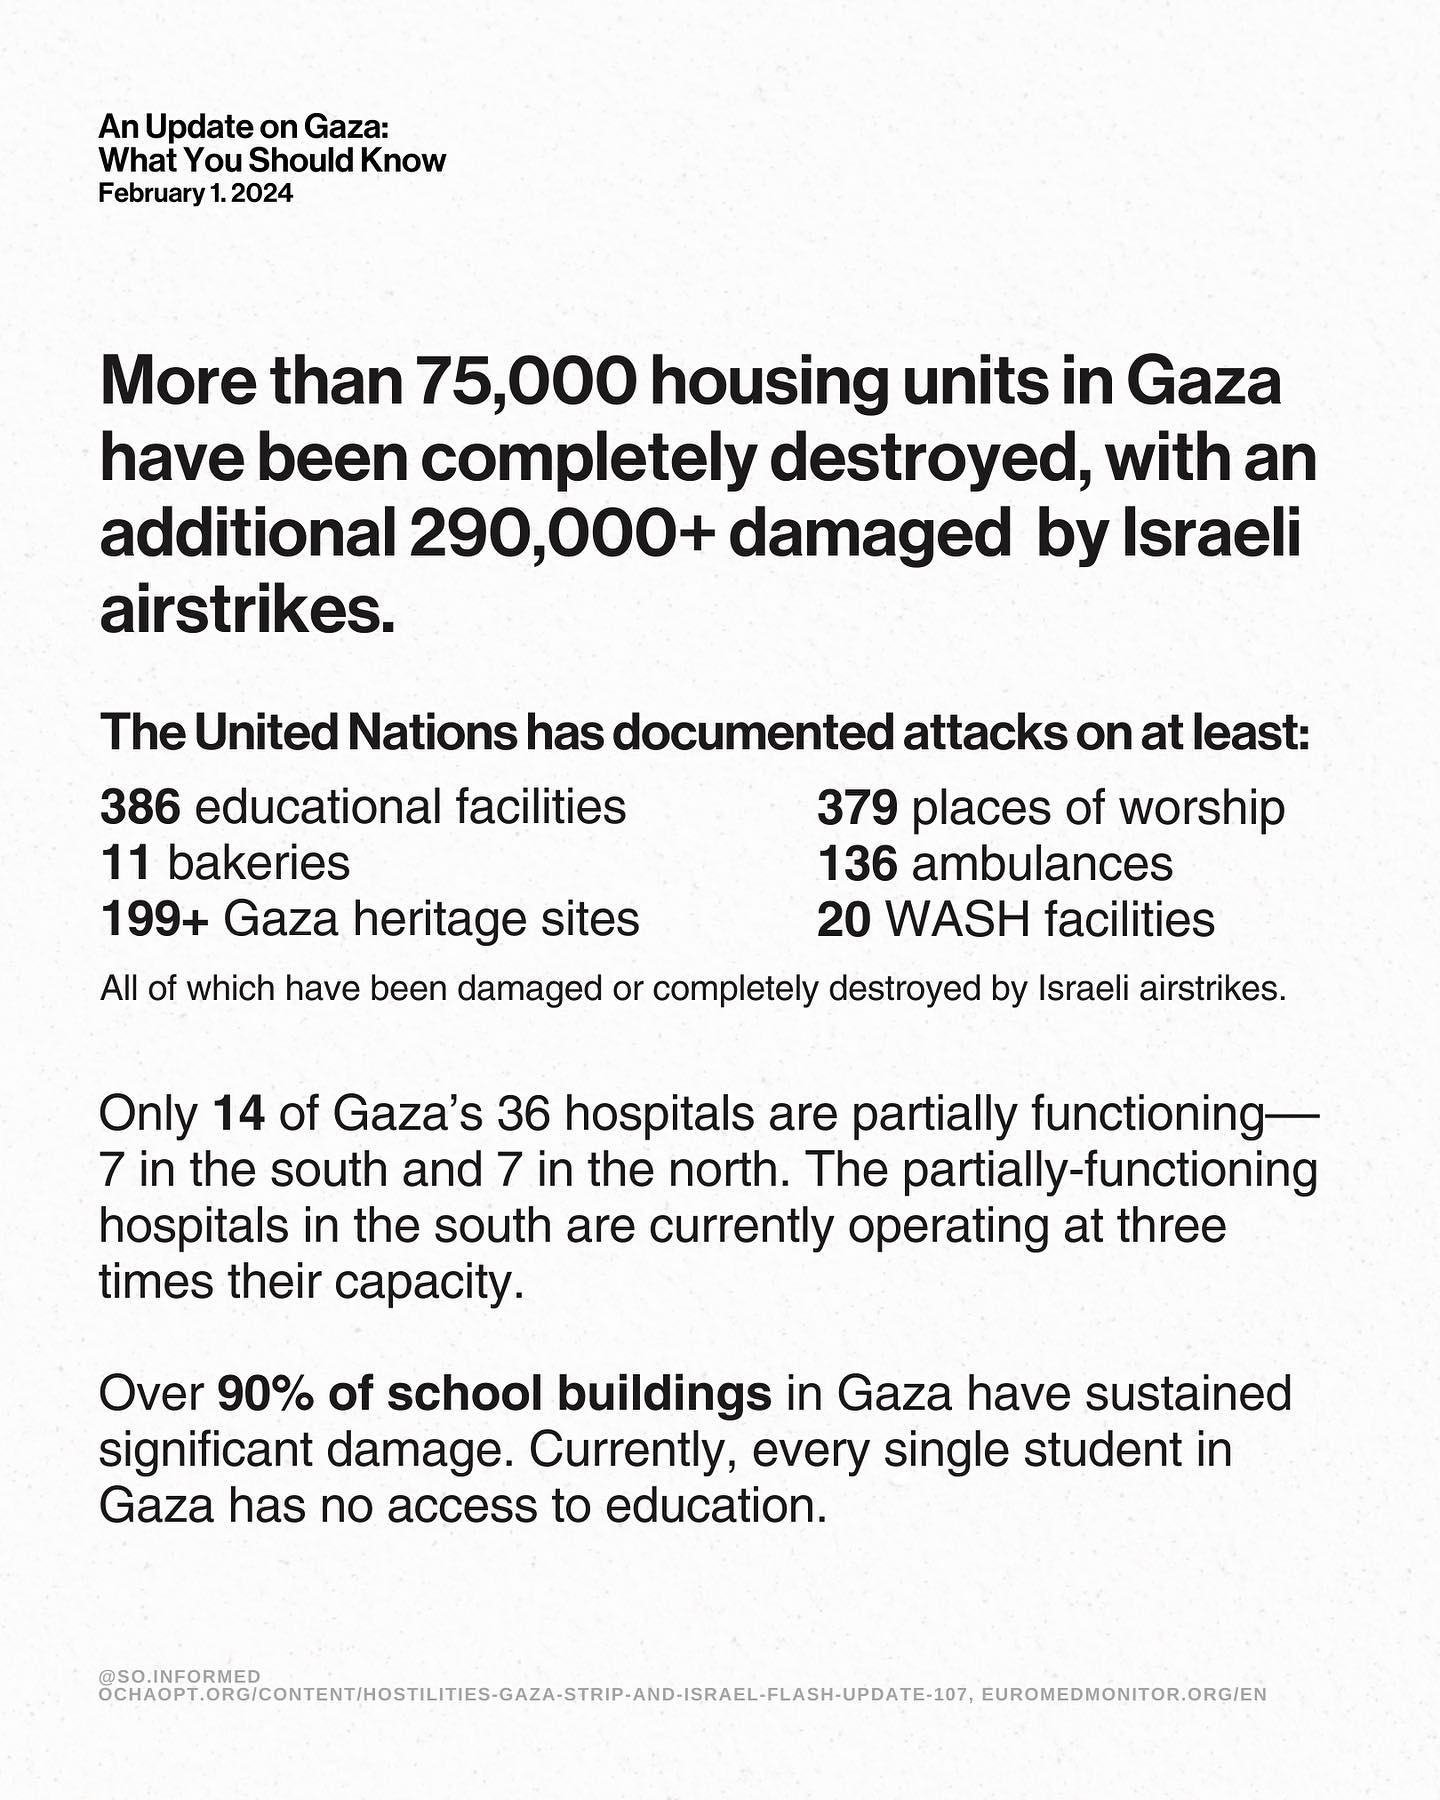 An Update on Gaza:
What You Should Know
February 1. 2024
More than 75,000 housing units in Gaza
have been completely destroyed, with an
additional 290,000+ damaged  by Israeli
airstrikes.
The United Nations has documented attacks on at least:
386 educational facilities
11 bakeries
199+ Gaza heritage sites
379 places of worship
136 ambulances
20 WASH facilities
All of which have been damaged or completely destroyed by Israeli airstrikes.
Only 14 of Gaza’s 36 hospitals are partially functioning—
7 in the south and 7 in the north. The partially-functioning
hospitals in the south are currently operating at three
times their capacity.
Over 90% of school buildings in Gaza have sustained
significant damage. Currently, every single student in
Gaza has no access to education.
@SO.INFORMED
OCHAOPT.ORG/CONTENT/HOSTILITIES-GAZA-STRIP-AND-ISRAEL-FLASH-UPDATE-107, EUROMEDMONITOR.ORG/EN